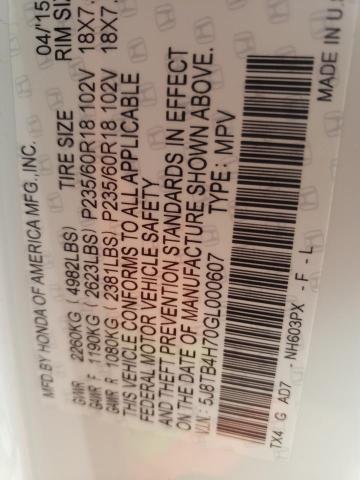 MFD.BY HONDA OF AMERICA MFG.,INC. 04/'15
TIRE SIZE RIM SIZ
GVWR 2260KG ( 4982LBS)
GAWR F 1190KG ( 2623LBS) P235/60R18 102V 18X7.
GAWR R 1080KG ( 2381LBS) P235/60R18 102V 18X7.
THIS VEHICLE CONFORMS TO ALL APPLICABLE
FEDERAL MOTOR VEHICLE SAFETY
AND THEFT PREVENTION STANDARDS IN EFFECT
ON THE DATE OF MANUFACTURE SHOWN ABOVE.
V.I.N.: 5J8TB4H70GL000607 TYPE: MPV
TX4 G AD7 - NH603PX - F - L MADE IN U.S